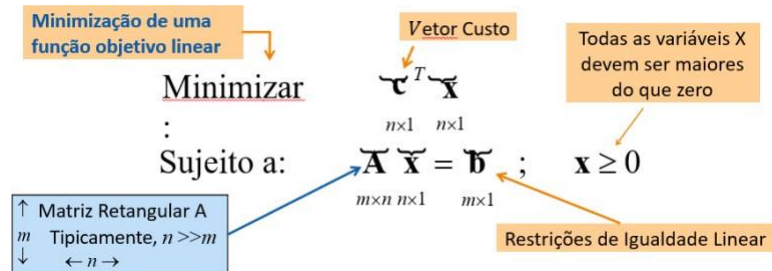 Minimização de uma
função objetivo linear
Vetor Custo
Todas as variáveis X
devem ser maiores
do que zero
Minimizar
c^T x
n×1 n×1
:
Sujeito a: A x = b ; x ≥ 0
m×n n×1 m×1
↑ Matriz Retangular A
m Tipicamente, n >>m
↓ ← n →
Restrições de Igualdade Linear